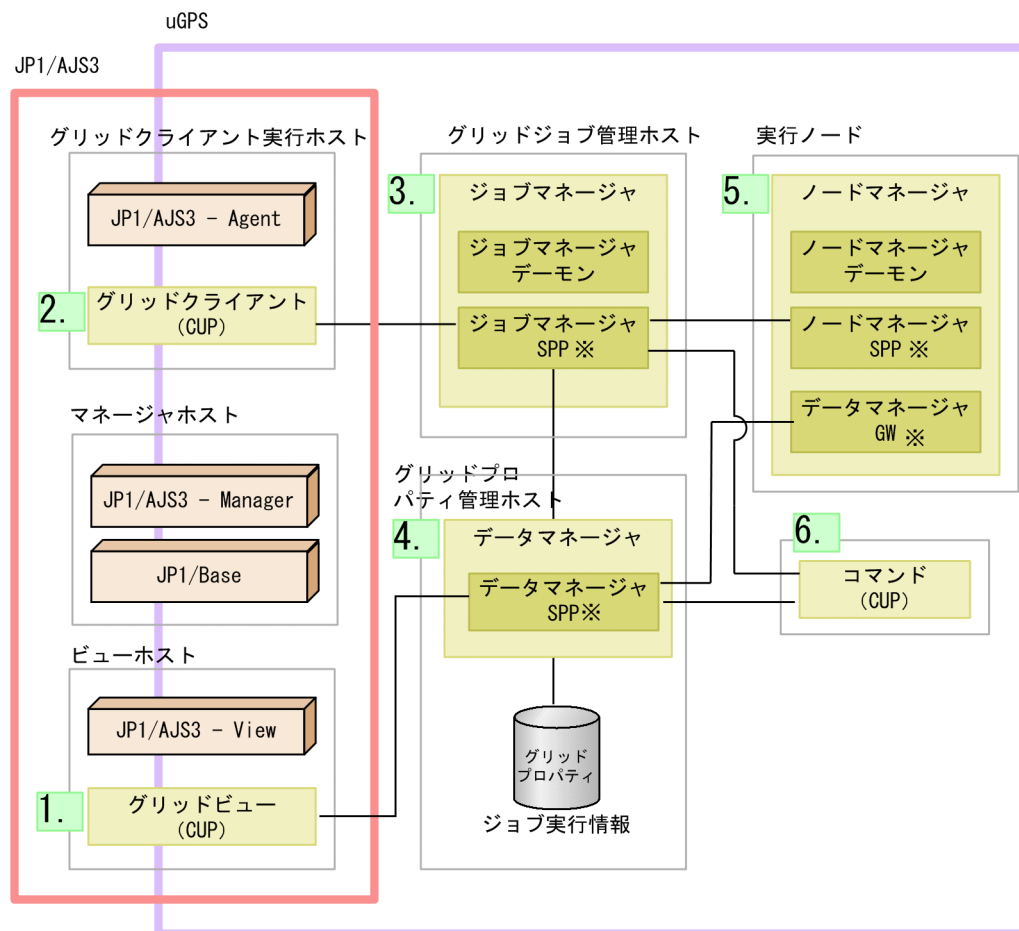 uGPS
JP1/AJS3
グリッドクライアント実行ホスト
JP1/AJS3 - Agent
2.
グリッドクライアント
(CUP)
マネージャホスト
JP1/AJS3 - Manager
JP1/Base
ビューホスト
JP1/AJS3 - View
1.
グリッドビュー
(CUP)
グリッドジョブ管理ホスト
3.
ジョブマネージャ
ジョブマネージャ
デーモン
ジョブマネージャ
SPP※
グリッドプロ
パティ管理ホスト
4.
データマネージャ
データマネージャ
SPP※
グリッド
プロパティ
ジョブ実行情報
実行ノード
5.
ノードマネージャ
ノードマネージャ
デーモン
ノードマネージャ
SPP※
データマネージャ
GW※
6.
コマンド
(CUP)